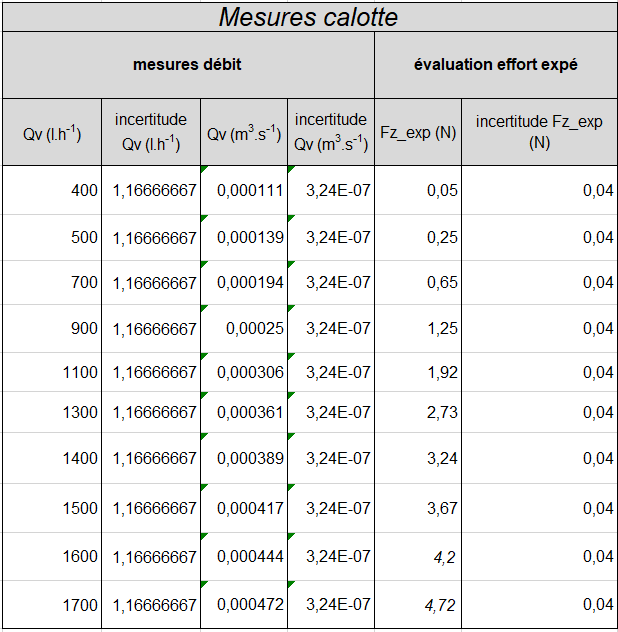 Mesures calotte
mesures débit évaluation effort expé
Qv (l.h⁻¹) incertitude Qv (l.h⁻¹) Qv (m³.s⁻¹) incertitude Qv (m³.s⁻¹) Fz_exp (N) incertitude Fz_exp (N)
400 1,16666667 0,000111 3,24E-07 0,05 0,04
500 1,16666667 0,000139 3,24E-07 0,25 0,04
700 1,16666667 0,000194 3,24E-07 0,65 0,04
900 1,16666667 0,00025 3,24E-07 1,25 0,04
1100 1,16666667 0,000306 3,24E-07 1,92 0,04
1300 1,16666667 0,000361 3,24E-07 2,73 0,04
1400 1,16666667 0,000389 3,24E-07 3,24 0,04
1500 1,16666667 0,000417 3,24E-07 3,67 0,04
1600 1,16666667 0,000444 3,24E-07 4,2 0,04
1700 1,16666667 0,000472 3,24E-07 4,72 0,04